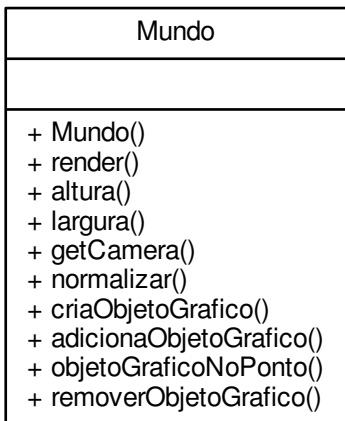 Mundo
+ Mundo()
+ render()
+ altura()
+ largura()
+ getCamera()
+ normalizar()
+ criaObjetoGrafico()
+ adicionaObjetoGrafico()
+ objetoGraficoNoPonto()
+ removerObjetoGrafico()